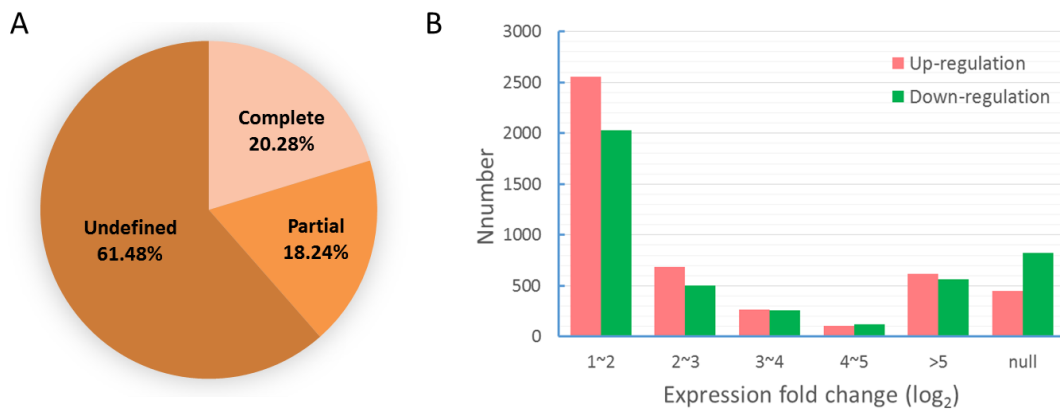 A
Complete
20.28%
Partial
18.24%
Undefined
61.48%
B
3000
2500
2000
1500
1000
500
0
Nnumber
Up-regulation
Down-regulation
1~2 2~3 3~4 4~5 >5 null
Expression fold change (log₂)